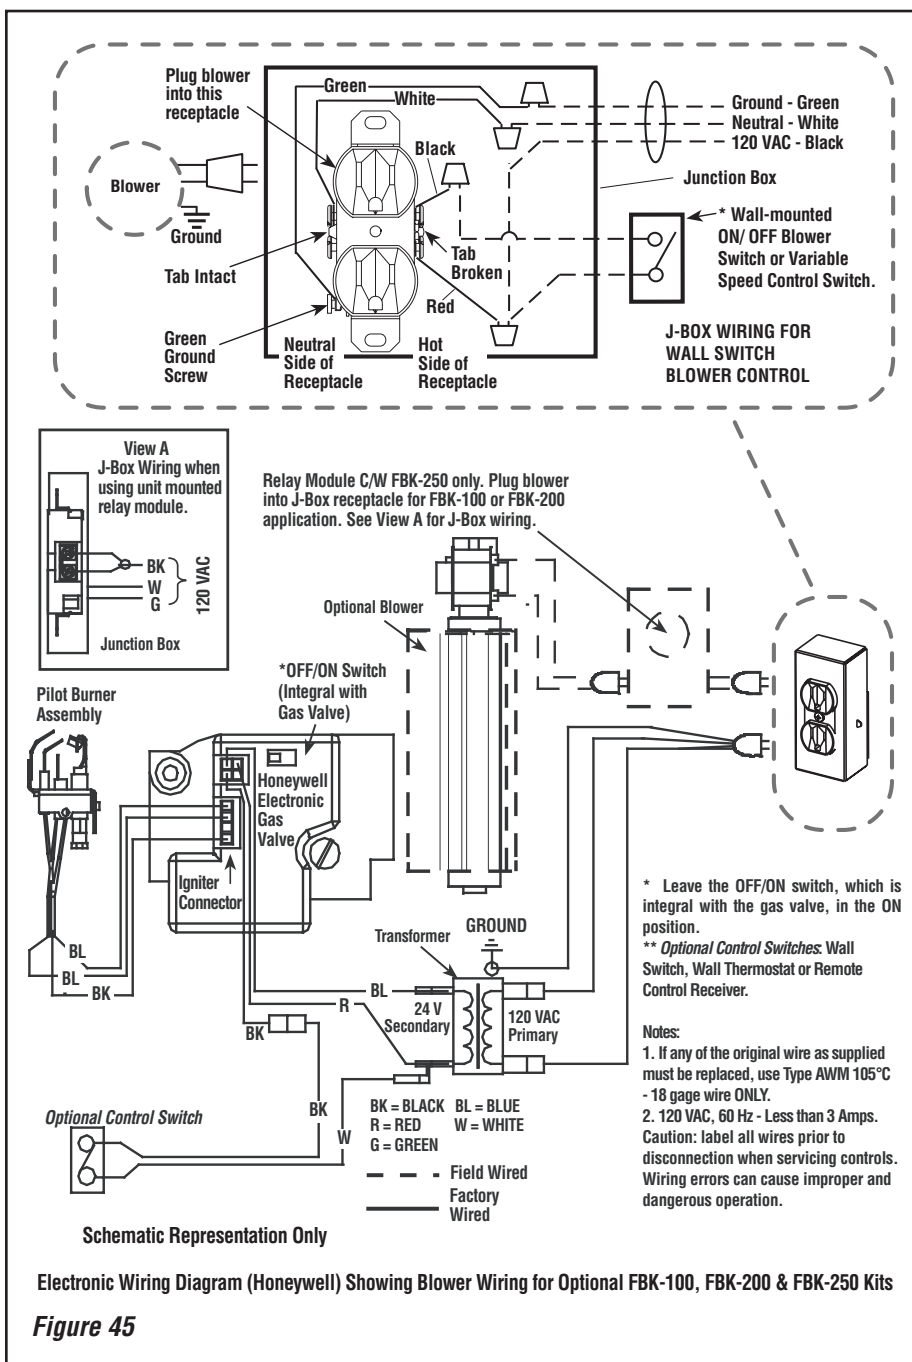 Plug blower
into this
receptacle
Green
White
Black
Ground - Green
Neutral - White
120 VAC - Black
Junction Box
Blower
Ground
Tab Intact
Tab
Broken
Red
* Wall-mounted
ON/ OFF Blower
Switch or Variable
Speed Control Switch.
Green
Ground
Screw
Neutral
Side of
Receptacle
Hot
Side of
Receptacle
J-BOX WIRING FOR
WALL SWITCH
BLOWER CONTROL
View A
J-Box Wiring when
using unit mounted
relay module.
BK
W
G
120 VAC
Junction Box
Relay Module C/W FBK-250 only. Plug blower
into J-Box receptacle for FBK-100 or FBK-200
application. See View A for J-Box wiring.
Optional Blower
*OFF/ON Switch
(Integral with
Gas Valve)
Pilot Burner
Assembly
Honeywell
Electronic
Gas
Valve
Igniter
Connector
BL
BL
BK
Transformer
GROUND
BL
R
24 V
Secondary
120 VAC
Primary
BK
BK
W
Optional Control Switch
BK = BLACK BL = BLUE
R = RED W = WHITE
G = GREEN
Field Wired
Factory
Wired
* Leave the OFF/ON switch, which is
integral with the gas valve, in the ON
position.
** Optional Control Switches: Wall
Switch, Wall Thermostat or Remote
Control Receiver.
Notes:
1. If any of the original wire as supplied
must be replaced, use Type AWM 105°C
- 18 gage wire ONLY.
2. 120 VAC, 60 Hz - Less than 3 Amps.
Caution: label all wires prior to
disconnection when servicing controls.
Wiring errors can cause improper and
dangerous operation.
Schematic Representation Only
Electronic Wiring Diagram (Honeywell) Showing Blower Wiring for Optional FBK-100, FBK-200 & FBK-250 Kits
Figure 45